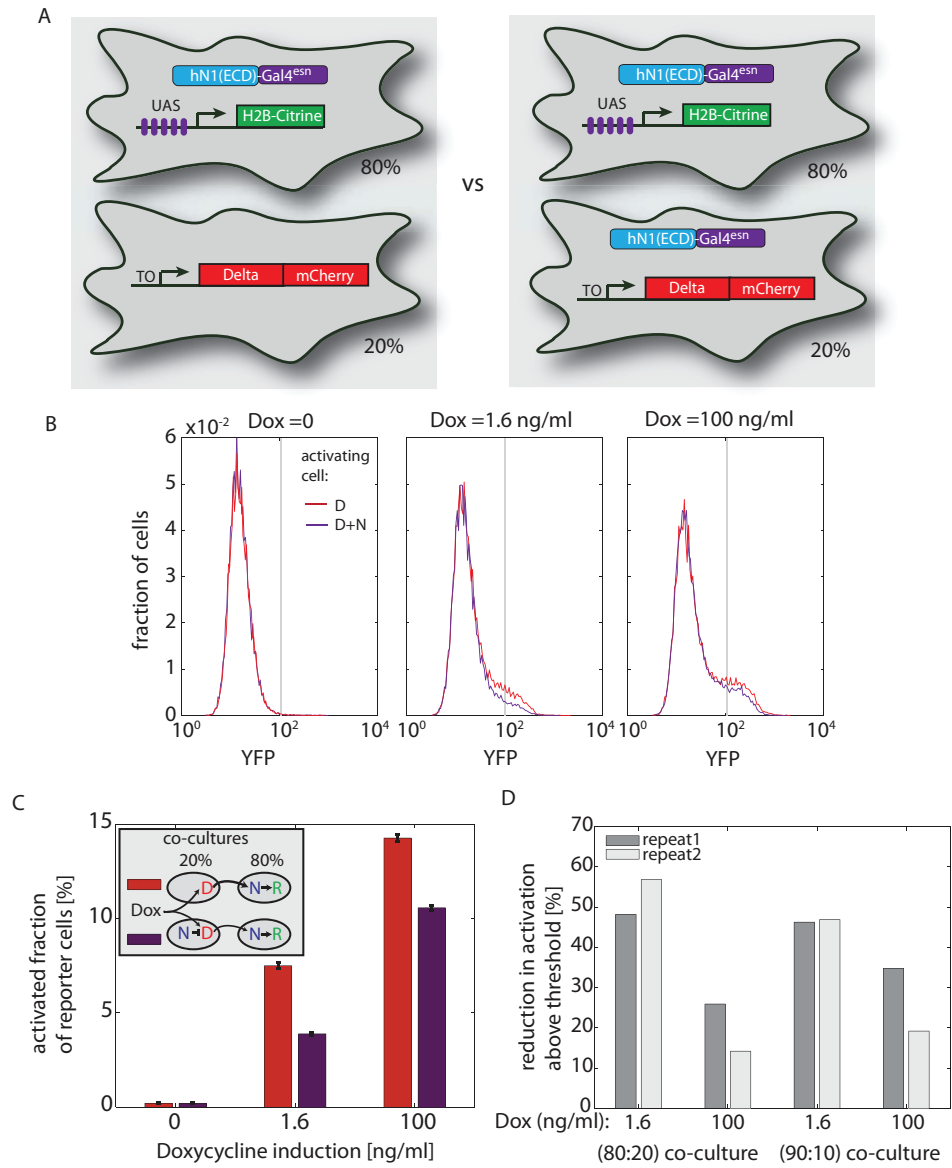 A
hN1(ECD)-Gal4esn
UAS
H2B-Citrine
80%
TO
Delta
mCherry
20%
vs
hN1(ECD)-Gal4esn
UAS
H2B-Citrine
80%
hN1(ECD)-Gal4esn
TO
Delta
mCherry
20%
B
x10-2
Dox =0
Dox =1.6 ng/ml
Dox =100 ng/ml
fraction of cells
6
5
4
3
2
1
0
activating
cell:
D
D+N
100
102
104
100
102
104
100
102
104
YFP
YFP
YFP
C
activated fraction
of reporter cells [%]
15
10
5
0
co-cultures
20%
80%
D
N
R
Dox
N
D
N
R
0
1.6
100
Doxycycline induction [ng/ml]
D
reduction in activation
above threshold [%]
70
60
50
40
30
20
10
0
repeat1
repeat2
Dox (ng/ml):
1.6
100
1.6
100
(80:20) co-culture
(90:10) co-culture